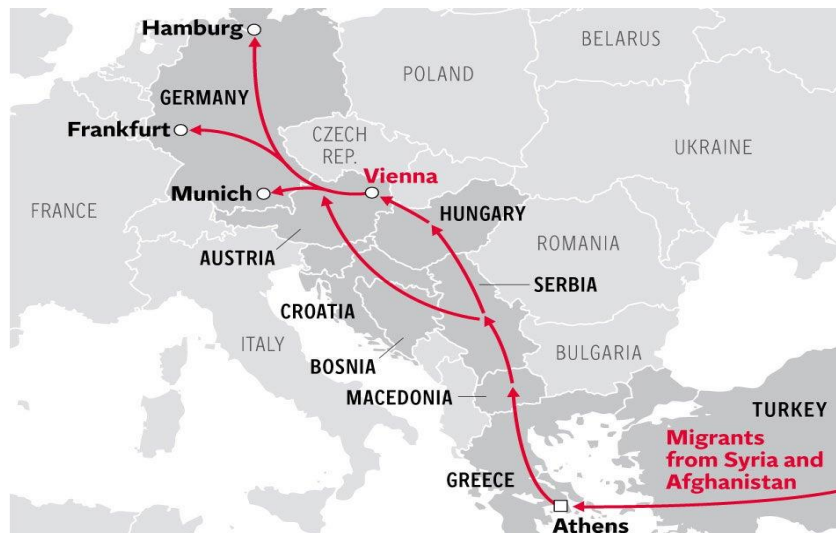 Hamburg
BELARUS
POLAND
GERMANY
Frankfurt
CZECH
REP.
UKRAINE
Vienna
Munich
FRANCE
HUNGARY
ROMANIA
AUSTRIA
SERBIA
CROATIA
ITALY
BOSNIA
BULGARIA
MACEDONIA
TURKEY
Migrants
from Syria and
Afghanistan
GREECE
Athens